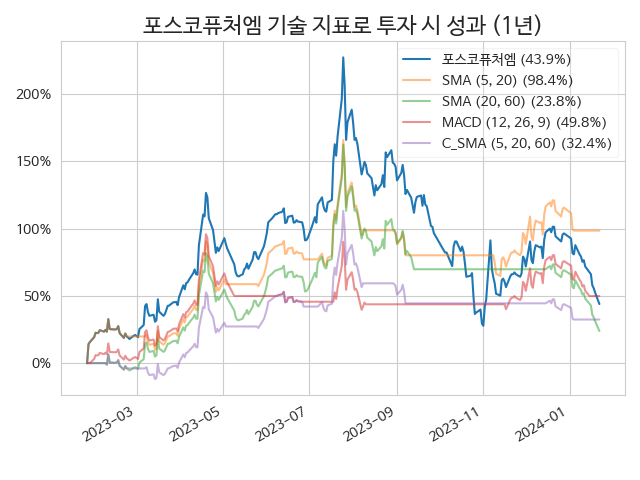 포스코퓨처엠 기술 지표로 투자 시 성과 (1년)
포스코퓨처엠 (43.9%)
SMA (5, 20) (98.4%)
SMA (20, 60) (23.8%)
MACD (12, 26, 9) (49.8%)
C_SMA (5, 20, 60) (32.4%)
200%
150%
100%
50%
0%
2023-03
2023-05
2023-07
2023-09
2023-11
2024-01